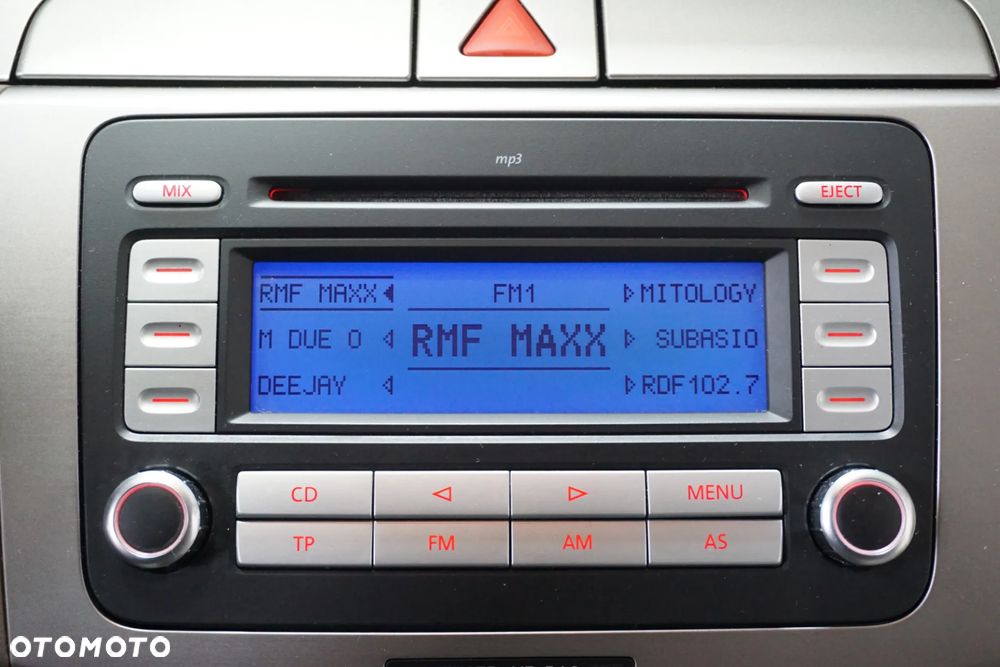 mp3
MIX
EJECT
RMF MAXX
FM1
MITOLOGY
M DUE O
RMF MAXX
SUBASIO
DEEJAY
RDF102.7
CD
MENU
TP
FM
AM
AS
OTOMOTO